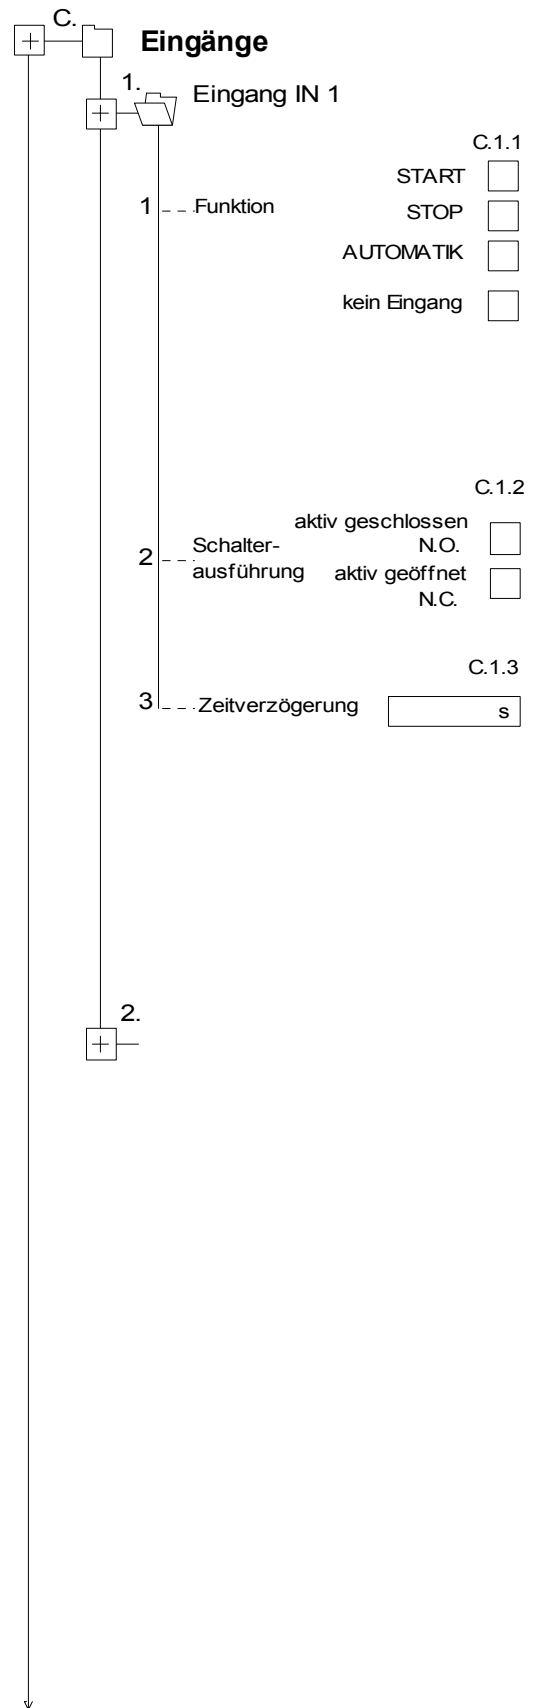 C. Eingänge
1. Eingang IN 1
C.1.1
START
1 Funktion STOP
AUTOMATIK
kein Eingang
C.1.2
aktiv geschlossen
N.O.
2 Schalter-
ausführung aktiv geöffnet
N.C.
C.1.3
3 Zeitverzögerung s
2.